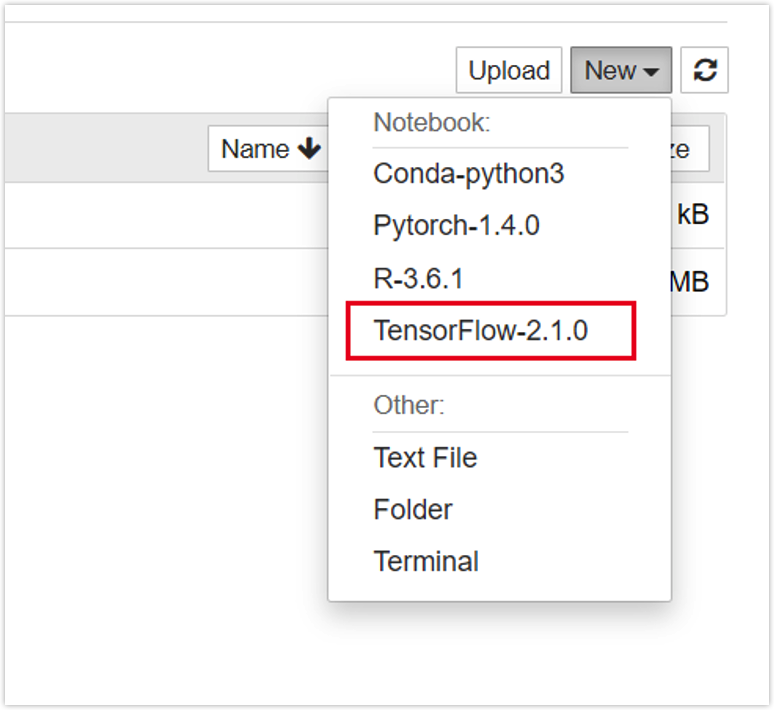 Upload New
Name ze
Notebook:
Conda-python3
Pytorch-1.4.0
kB
R-3.6.1
MB
TensorFlow-2.1.0
Other:
Text File
Folder
Terminal